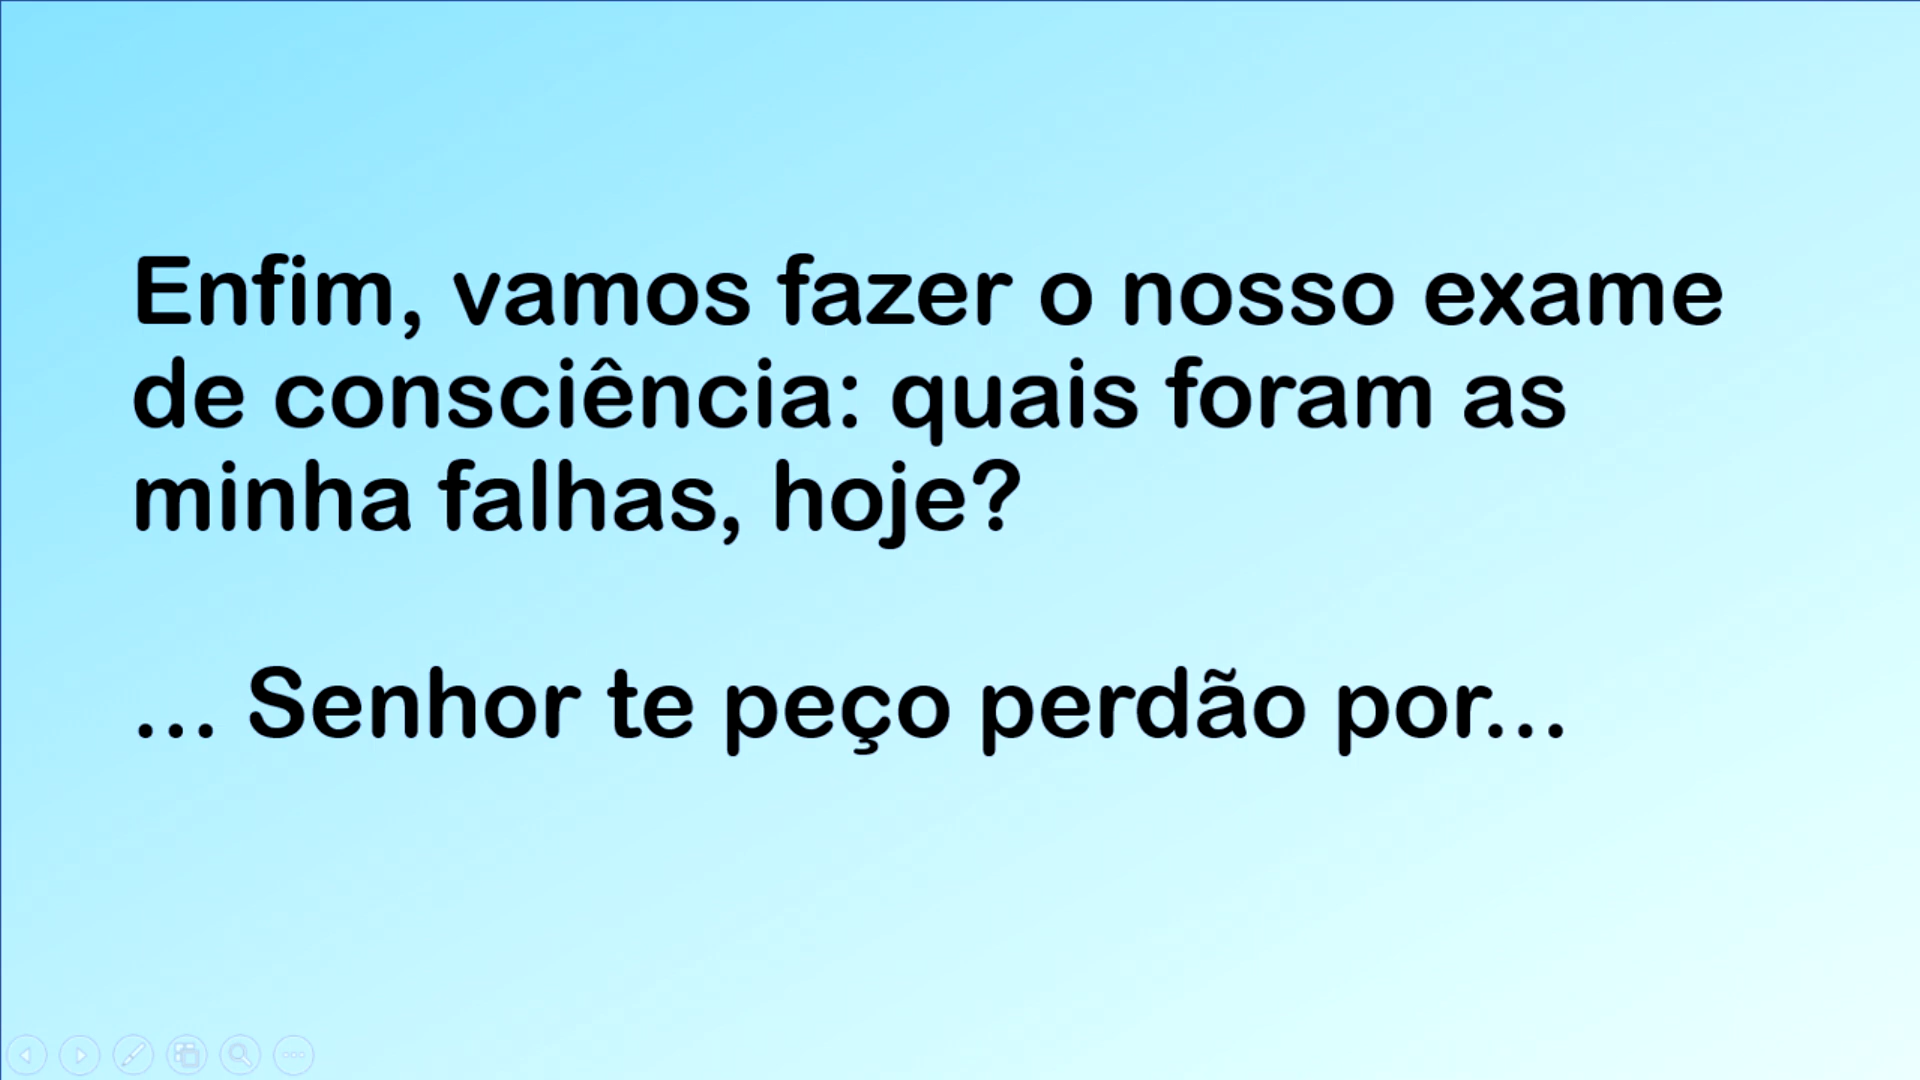 Enfim, vamos fazer o nosso exame
de consciência: quais foram as
minha falhas, hoje?
... Senhor te peço perdão por...